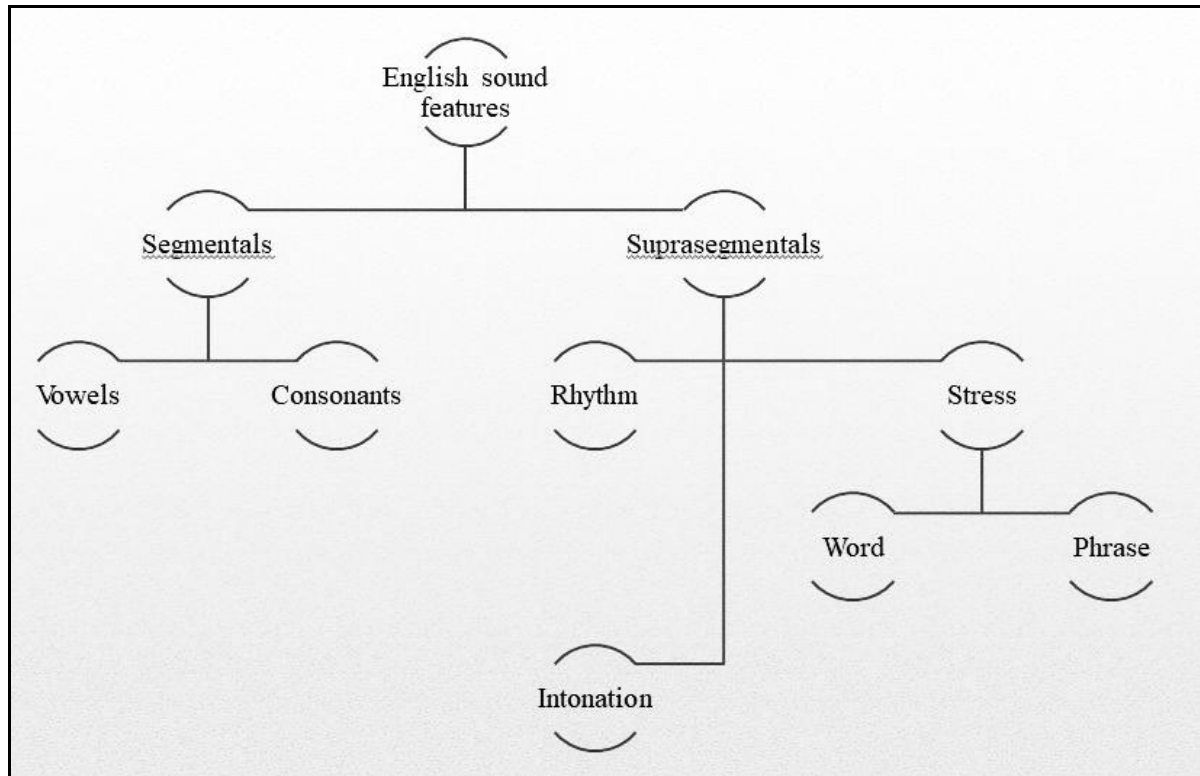 English sound
features
Segmentals
Suprasegmentals
Vowels
Consonants
Rhythm
Stress
Word
Phrase
Intonation